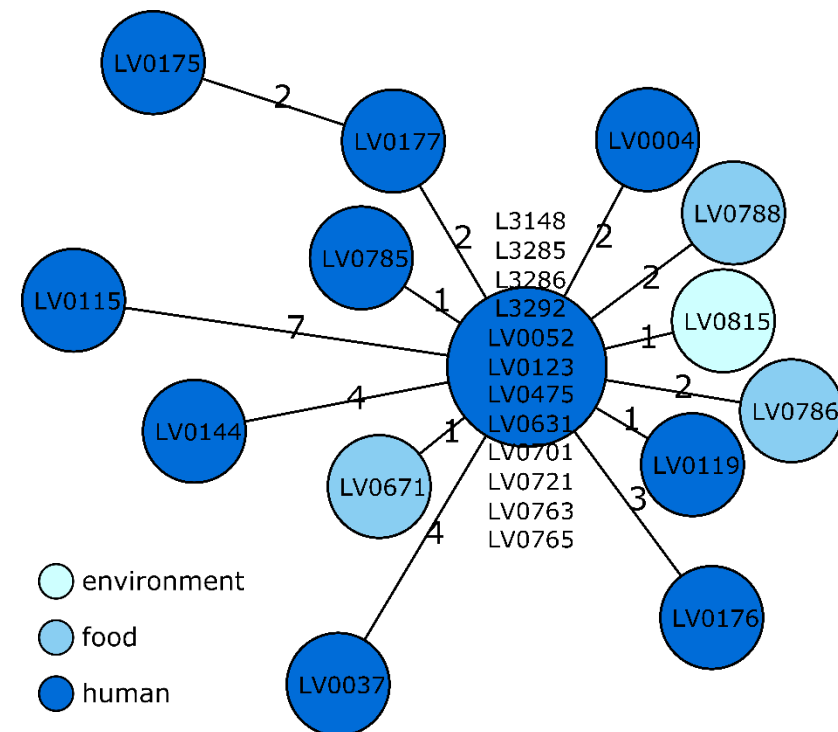 LV0175
2
LV0177
LV0004
LV0788
L3148
L3285
L3286
L3292
LV0052
LV0123
LV0475
LV0631
LV0701
LV0721
LV0763
LV0765
2
2
2
LV0785
1
LV0815
1
LV0115
7
2
LV0786
4
LV0144
1
1
LV0119
LV0671
4
3
LV0176
LV0037
environment
food
human